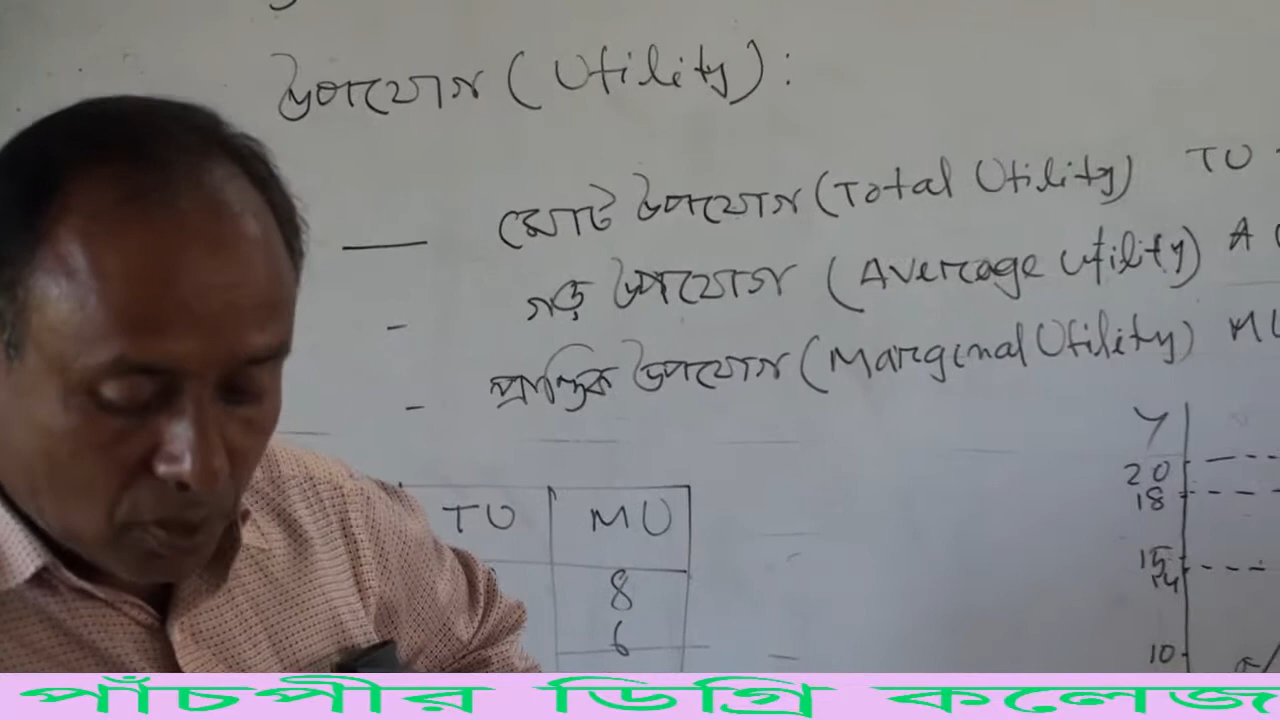 উপযোগ (Utility):
মোট উপযোগ (Total Utility) TU
— গড় উপযোগ (Average Utility) A
- প্রান্তিক উপযোগ (Marginal Utility) MU
TU MU
8
6
Y
20
18
15
14
10
পাঁচপীর ডিগ্রি কলেজ